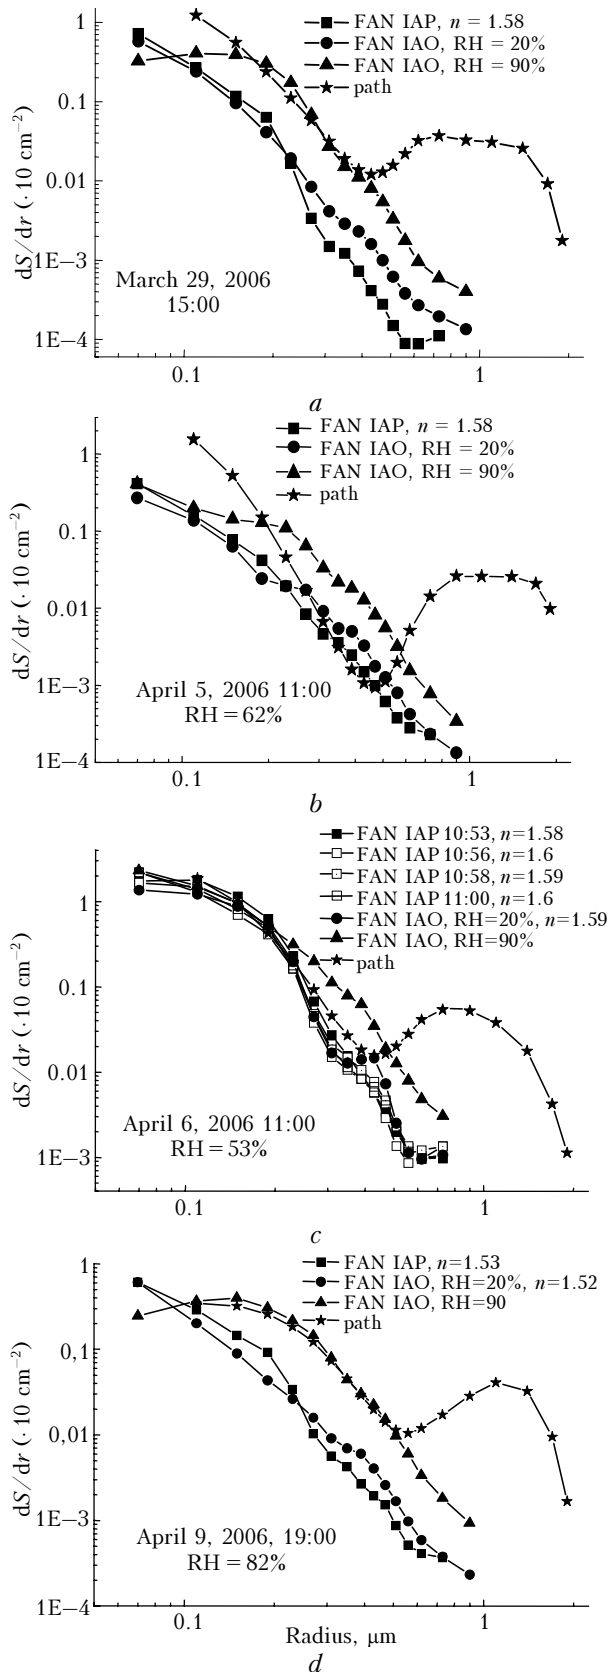 FAN IAP, n = 1.58
FAN IAO, RH = 20%
FAN IAO, RH = 90%
path
1
0.1
0.01
1E−3
1E−4
dS/dr (· 10 cm−2)
March 29, 2006
15:00
0.1
1
a
FAN IAP, n = 1.58
FAN IAO, RH = 20%
FAN IAO, RH = 90%
path
1
0.1
0.01
1E−3
1E−4
dS/dr (· 10 cm−2)
April 5, 2006 11:00
RH = 62%
0.1
1
b
FAN IAP 10:53, n=1.58
FAN IAP 10:56, n=1.6
FAN IAP 10:58, n=1.59
FAN IAP 11:00, n=1.6
FAN IAO, RH=20%, n=1.59
FAN IAO, RH=90%
path
1
0.1
0.01
1E−3
dS/dr (· 10 cm−2)
April 6, 2006 11:00
RH = 53%
0.1
1
c
FAN IAP, n=1.53
FAN IAO, RH=20%, n=1.52
FAN IAO, RH=90
path
1
0.1
0,01
1E−3
1E−4
dS/dr (· 10 cm−2)
April 9, 2006, 19:00
RH = 82%
0.1
1
Radius, μm
d